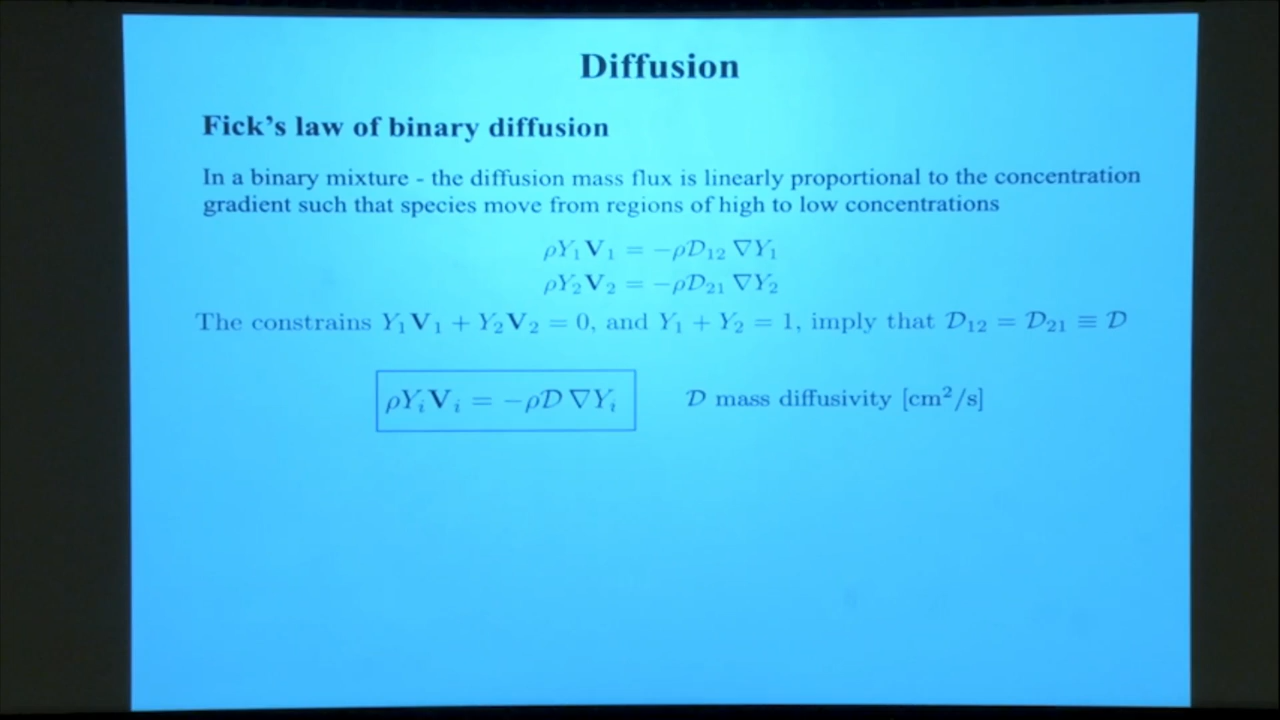 Diffusion
Fick's law of binary diffusion
In a binary mixture - the diffusion mass flux is linearly proportional to the concentration
gradient such that species move from regions of high to low concentrations
ρY₁V₁ = −ρ𝒟₁₂ ∇Y₁
ρY₂V₂ = −ρ𝒟₂₁ ∇Y₂
The constrains Y₁V₁ + Y₂V₂ = 0, and Y₁ + Y₂ = 1, imply that 𝒟₁₂ = 𝒟₂₁ ≡ 𝒟
ρYᵢVᵢ = −ρ𝒟 ∇Yᵢ 𝒟 mass diffusivity [cm²/s]